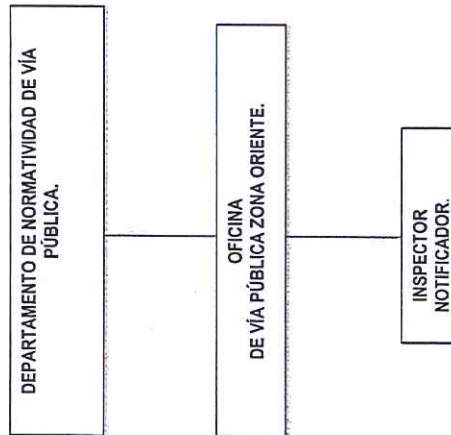 DEPARTAMENTO DE NORMATIVIDAD DE VÍA
PÚBLICA.
OFICINA
DE VÍA PÚBLICA ZONA ORIENTE.
INSPECTOR
NOTIFICADOR.